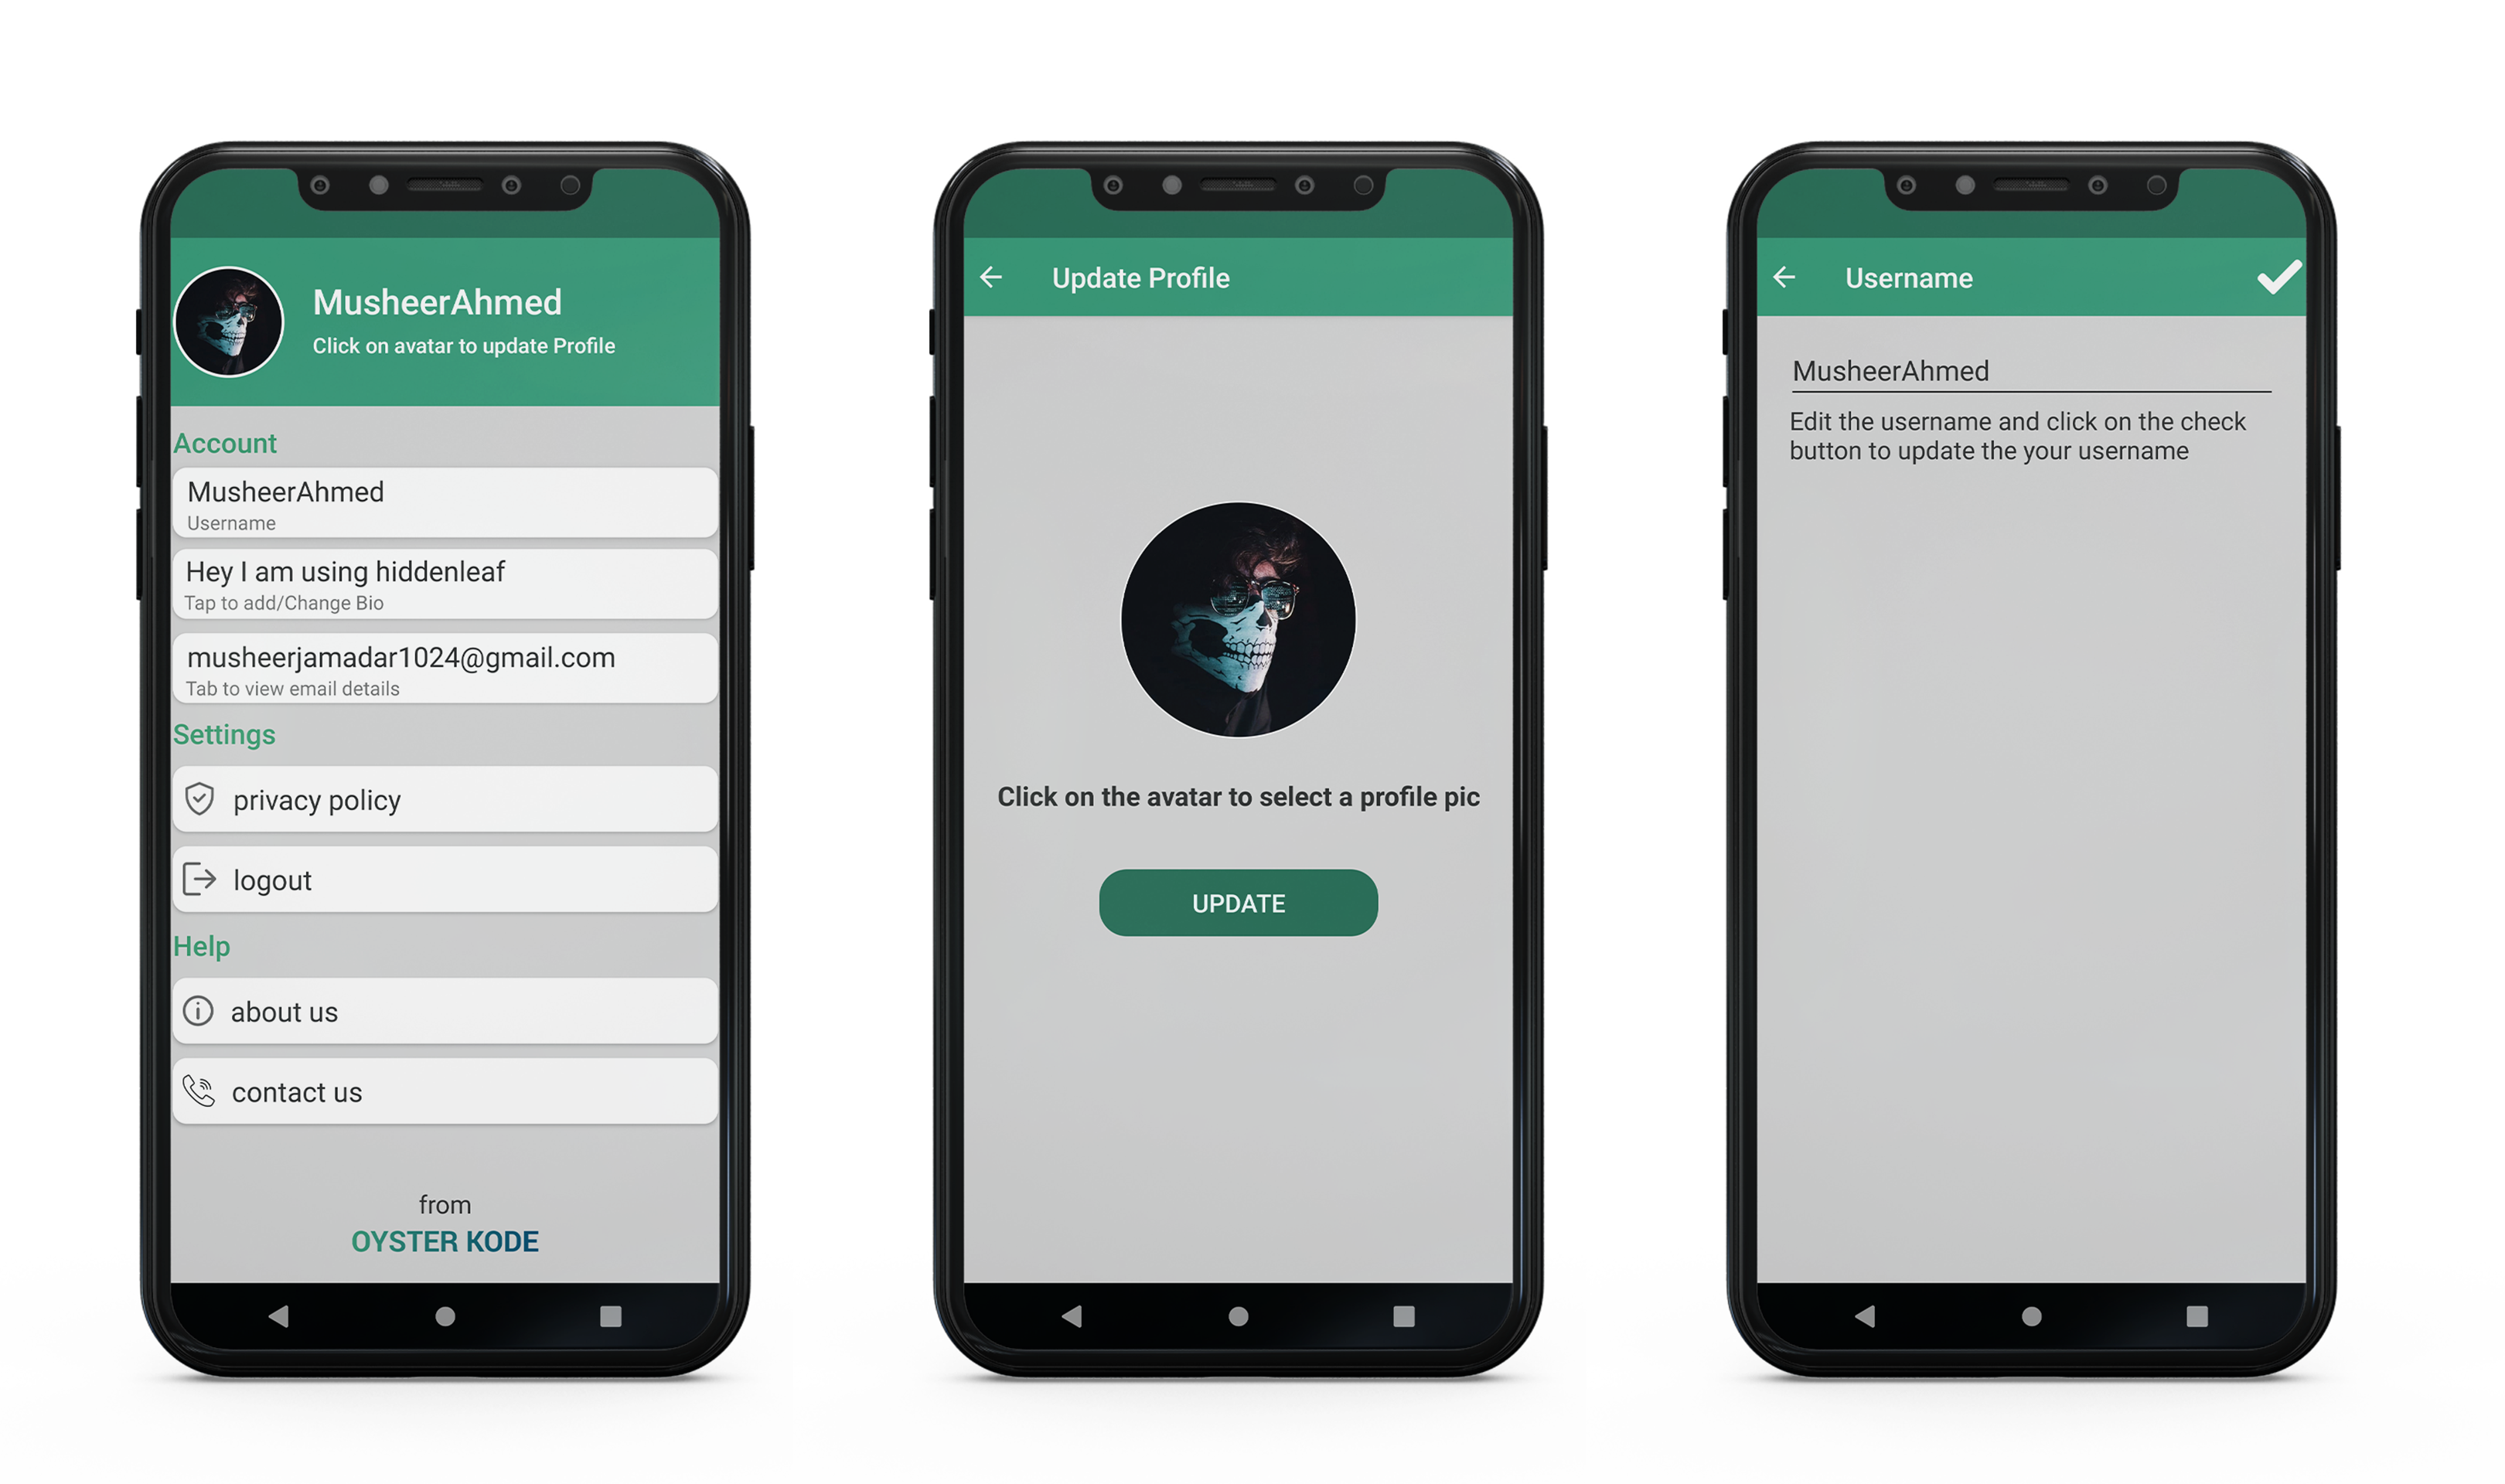 MusheerAhmed
Click on avatar to update Profile
Account
MusheerAhmed
Username
Hey I am using hiddenleaf
Tap to add/Change Bio
musheerjamadar1024@gmail.com
Tab to view email details
Settings
privacy policy
logout
Help
about us
contact us
from
OYSTER KODE
Update Profile
Click on the avatar to select a profile pic
UPDATE
Username
MusheerAhmed
Edit the username and click on the check
button to update the your username